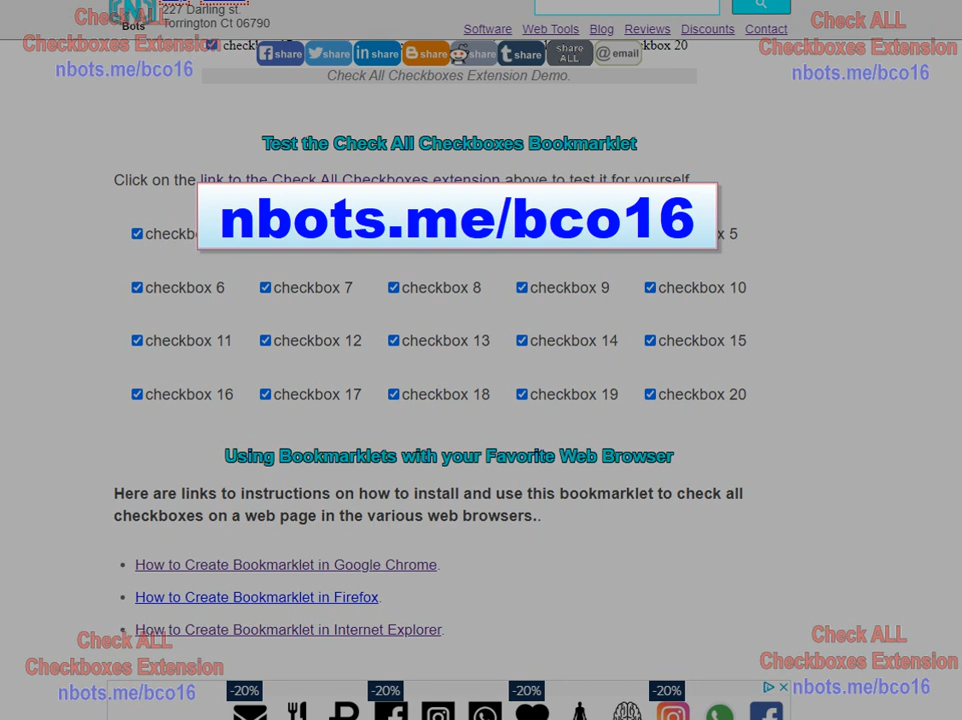 Check ALL
Checkboxes Extension
nbots.me/bco16
Bots
227 Darling st.
Torrington Ct 06790
Software
Web Tools
Blog
Reviews
Discounts
Contact
Check ALL
Checkboxes Extension
nbots.me/bco16
share
share
share
share
share
share
share
ALL
@email
kbox 20
Check All Checkboxes Extension Demo.
Test the Check All Checkboxes Bookmarklet
Click on the link to the Check All Checkboxes extension above to test it for yourself
nbots.me/bco16
checkb
x 5
checkbox 6
checkbox 7
checkbox 8
checkbox 9
checkbox 10
checkbox 11
checkbox 12
checkbox 13
checkbox 14
checkbox 15
checkbox 16
checkbox 17
checkbox 18
checkbox 19
checkbox 20
Using Bookmarklets with your Favorite Web Browser
Here are links to instructions on how to install and use this bookmarklet to check all
checkboxes on a web page in the various web browsers..
• How to Create Bookmarklet in Google Chrome.
• How to Create Bookmarklet in Firefox.
• How to Create Bookmarklet in Internet Explorer.
Check ALL
Checkboxes Extension
nbots.me/bco16
Check ALL
Checkboxes Extension
nbots.me/bco16
-20%
-20%
-20%
-20%